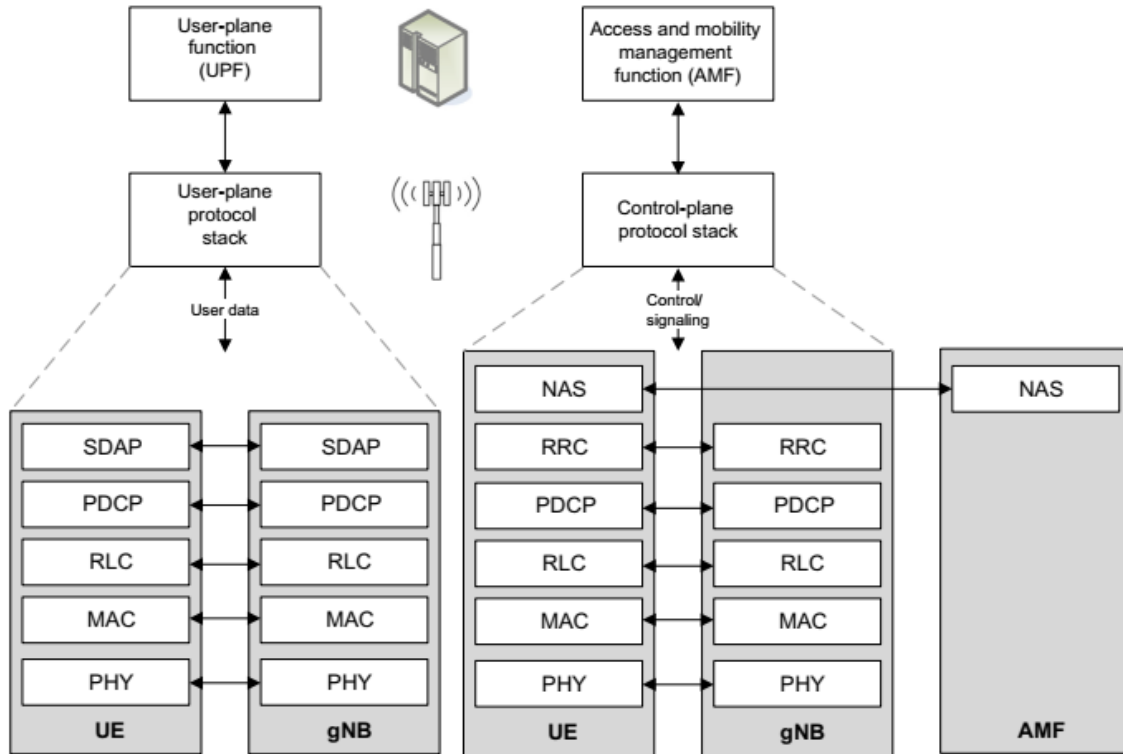 User-plane
function
(UPF)
Access and mobility
management
function (AMF)
User-plane
protocol
stack
Control-plane
protocol stack
User data
Control/
signaling
NAS
NAS
SDAP
SDAP
RRC
RRC
PDCP
PDCP
PDCP
PDCP
RLC
RLC
RLC
RLC
MAC
MAC
MAC
MAC
PHY
PHY
PHY
PHY
UE
gNB
UE
gNB
AMF